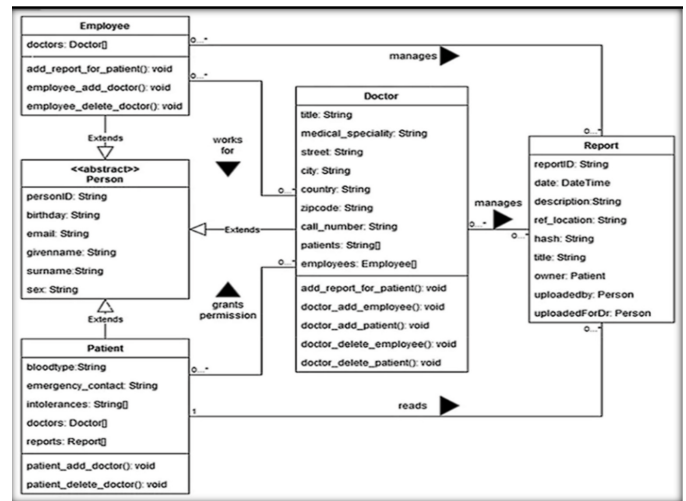 Employee
doctors: Doctor[]
add_report_for_patient(): void
employee_add_doctor(): void
employee_delete_doctor(): void
0...*
0...*
manages
Extends
works
for
<<abstract>>
Person
personID: String
birthday: String
email: String
givenname: String
surname:String
sex: String
Extends
Extends
grants
permission
Doctor
title: String
medical_speciality: String
street: String
city: String
country: String
zipcode: String
call_number: String
patients: String[]
employees: Employee[]
add_report_for_patient(): void
doctor_add_employee(): void
doctor_add_patient(): void
doctor_delete_employee(): void
doctor_delete_patient(): void
0...*
0...*
manages
0...*
0...*
0...*
Report
reportID: String
date: DateTime
description:String
ref_location: String
hash: String
title: String
owner: Patient
uploadedby: Person
uploadedForDr: Person
0...*
Patient
bloodtype:String
emergency_contact: String
intolerances: String[]
doctors: Doctor[]
reports: Report[]
patient_add_doctor(): void
patient_delete_doctor(): void
0...*
1
reads